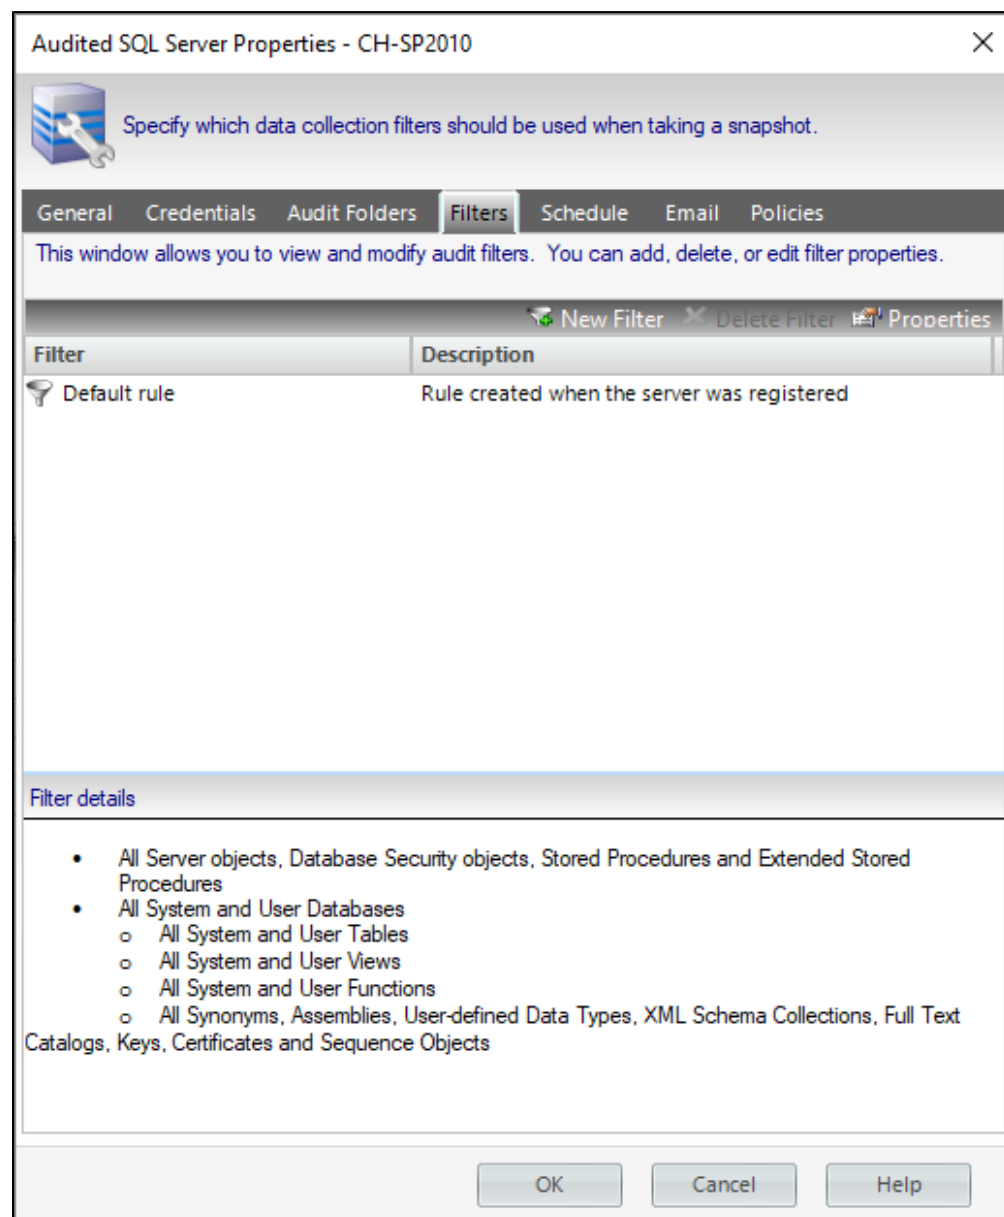 Audited SQL Server Properties - CH-SP2010
Specify which data collection filters should be used when taking a snapshot.
General Credentials Audit Folders Filters Schedule Email Policies
This window allows you to view and modify audit filters. You can add, delete, or edit filter properties.
New Filter Delete Filter Properties
Filter Description
Default rule Rule created when the server was registered
Filter details
• All Server objects, Database Security objects, Stored Procedures and Extended Stored
Procedures
• All System and User Databases
o All System and User Tables
o All System and User Views
o All System and User Functions
o All Synonyms, Assemblies, User-defined Data Types, XML Schema Collections, Full Text
Catalogs, Keys, Certificates and Sequence Objects
OK Cancel Help